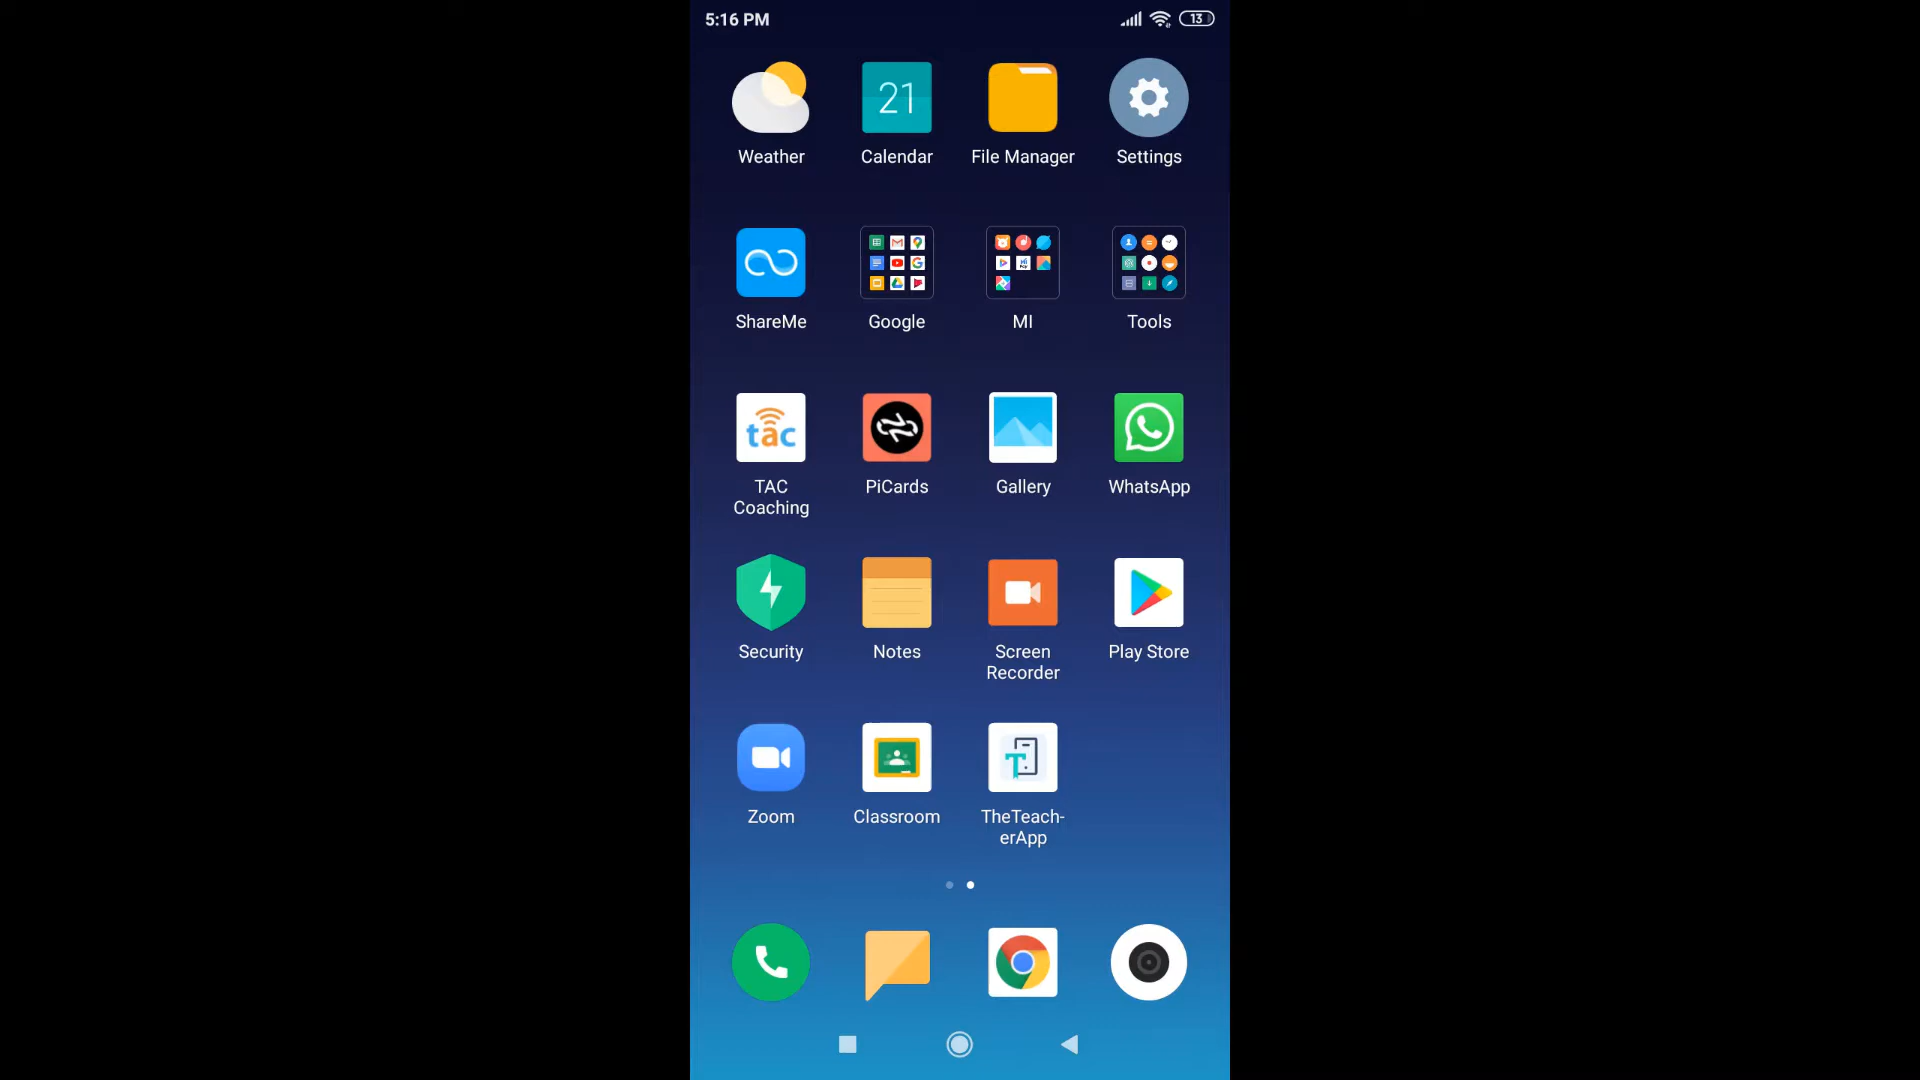 5:16 PM
13
21
Weather
Calendar
File Manager
Settings
ShareMe
Google
MI
Tools
tac
TAC
Coaching
PiCards
Gallery
WhatsApp
Security
Notes
Screen
Recorder
Play Store
T
Zoom
Classroom
TheTeach-
erApp